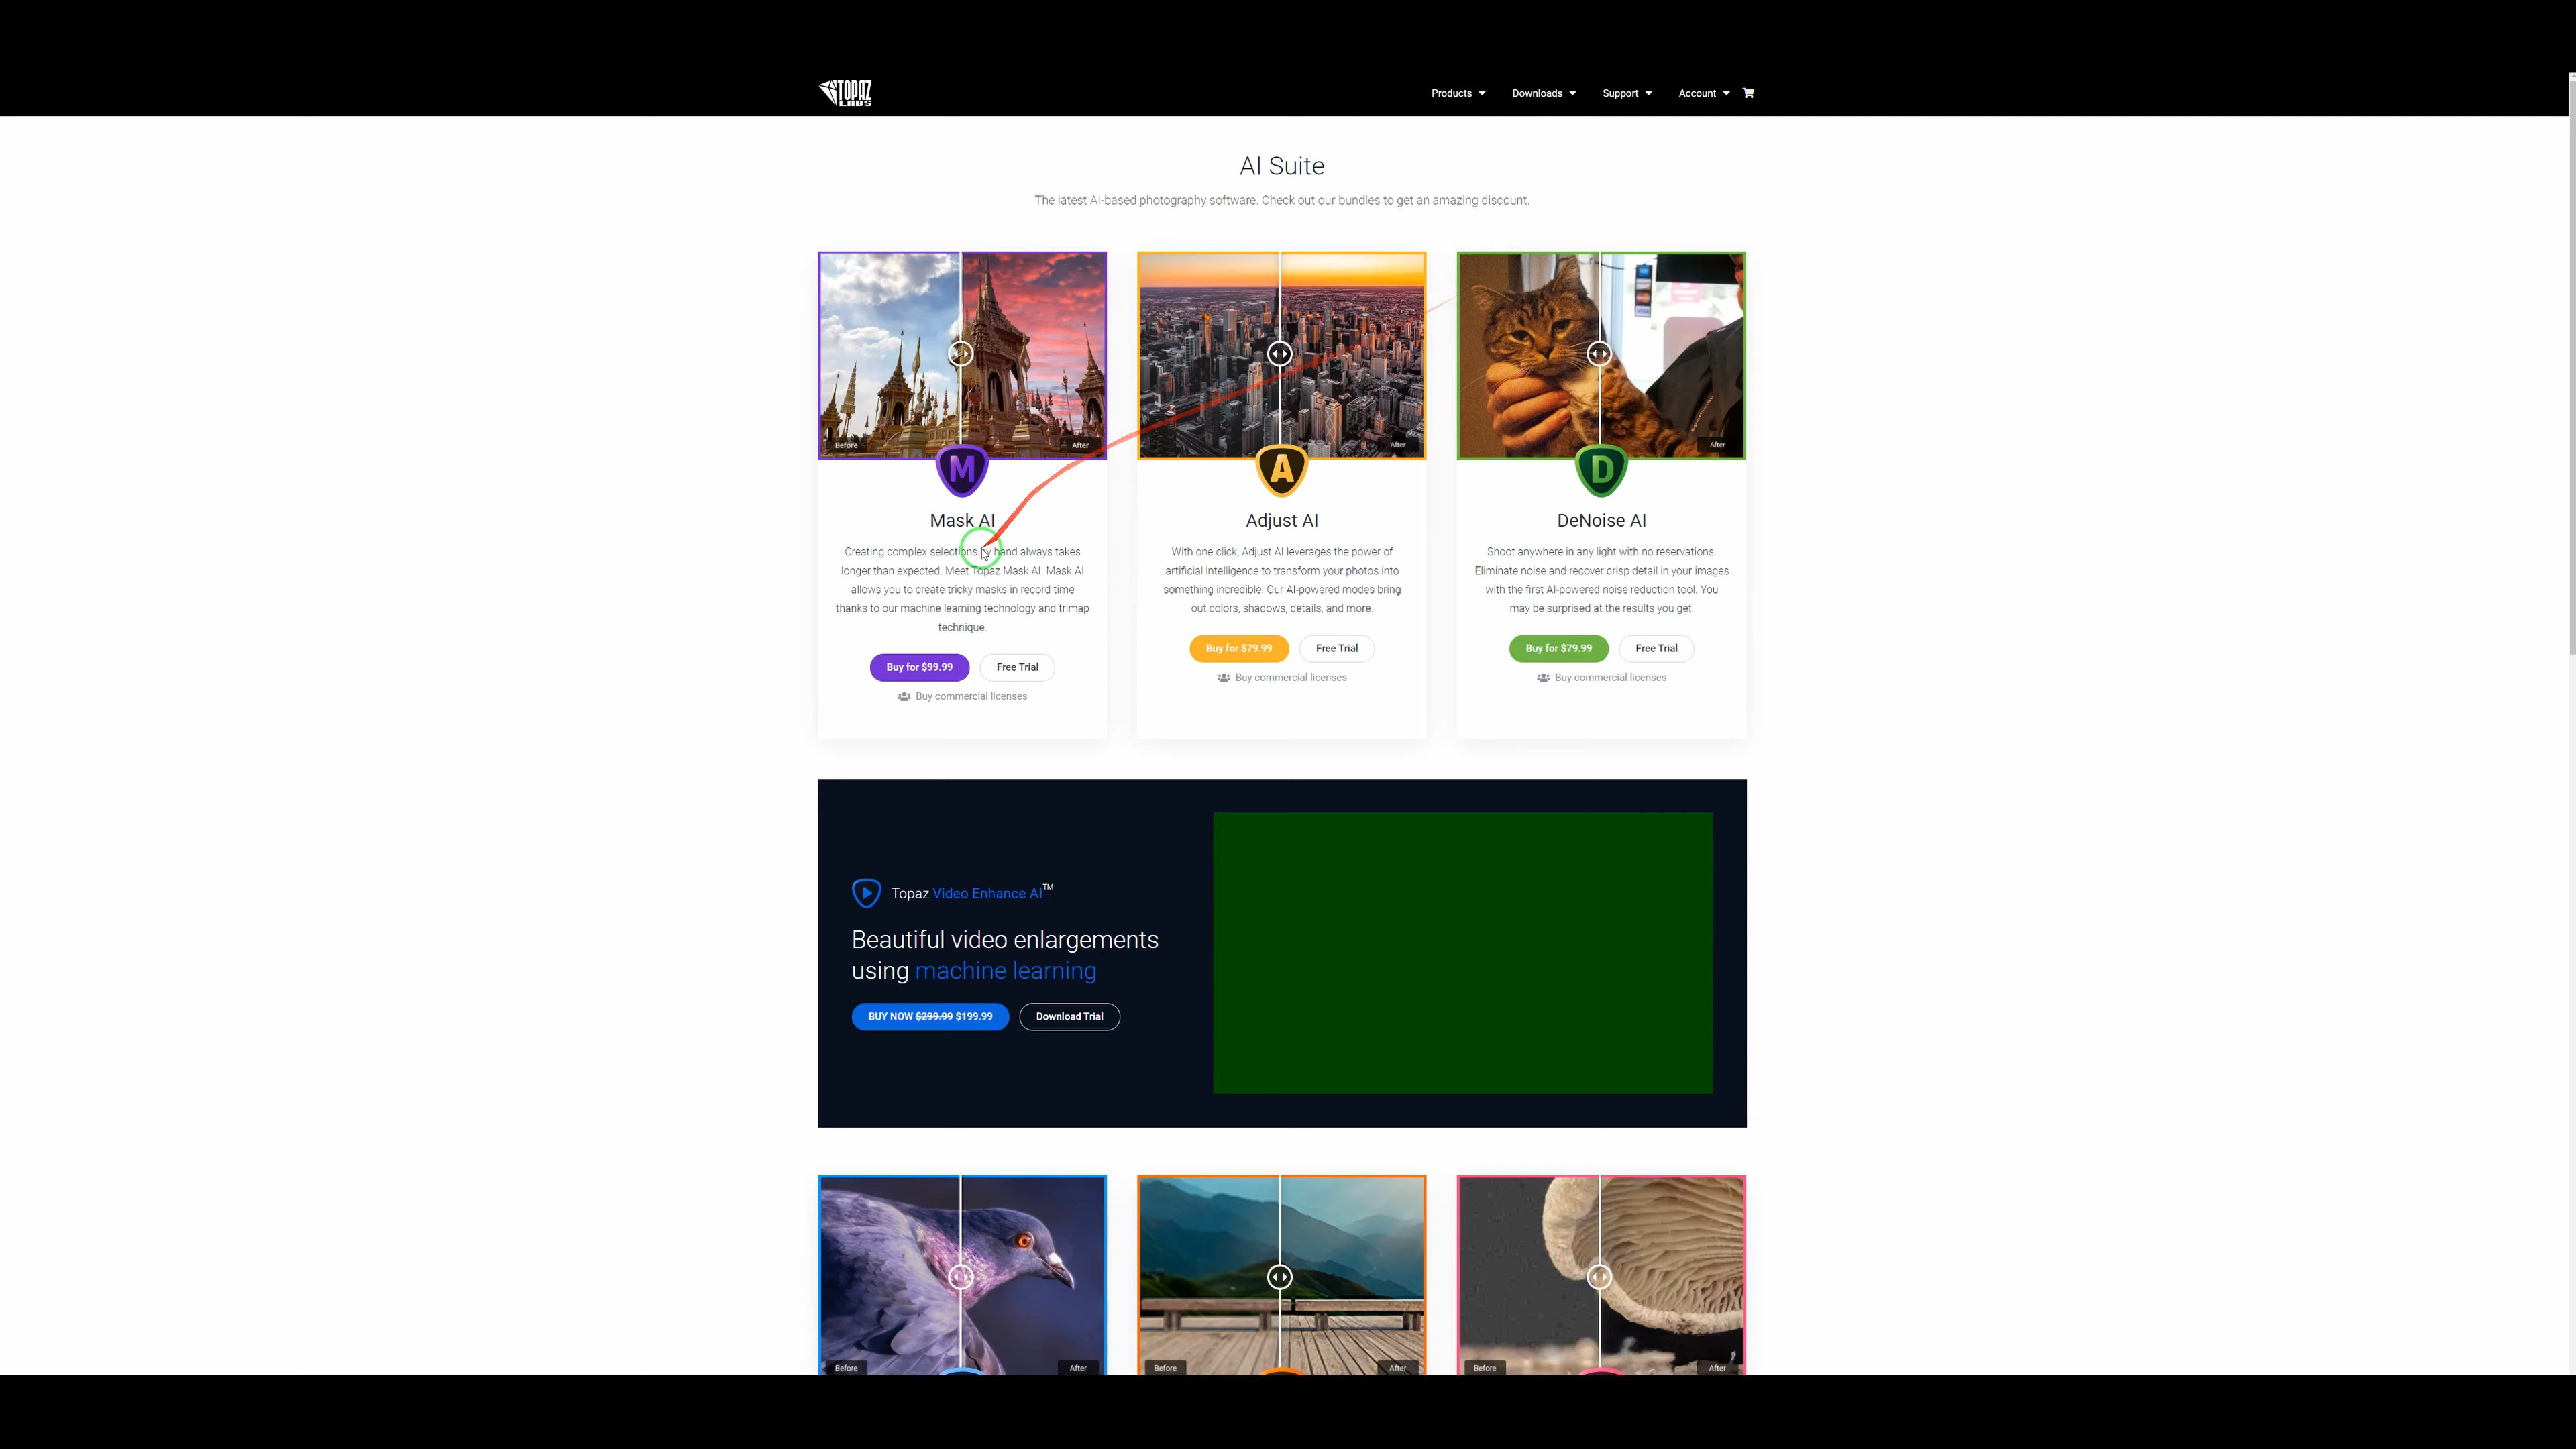 TOPAZ
LABS
Products
Downloads
Support
Account
AI Suite
The latest AI-based photography software. Check out our bundles to get an amazing discount.
Before
After
M
Mask AI
Creating complex selections by hand always takes
longer than expected. Meet Topaz Mask AI. Mask AI
allows you to create tricky masks in record time
thanks to our machine learning technology and trimap
technique.
Buy for $99.99
Free Trial
Buy commercial licenses
After
A
Adjust AI
With one click, Adjust AI leverages the power of
artificial intelligence to transform your photos into
something incredible. Our AI-powered modes bring
out colors, shadows, details, and more.
Buy for $79.99
Free Trial
Buy commercial licenses
After
D
DeNoise AI
Shoot anywhere in any light with no reservations.
Eliminate noise and recover crisp detail in your images
with the first AI-powered noise reduction tool. You
may be surprised at the results you get.
Buy for $79.99
Free Trial
Buy commercial licenses
Topaz Video Enhance AI™
Beautiful video enlargements
using machine learning
BUY NOW $299.99 $199.99
Download Trial
Before
After
Before
After
Before
After